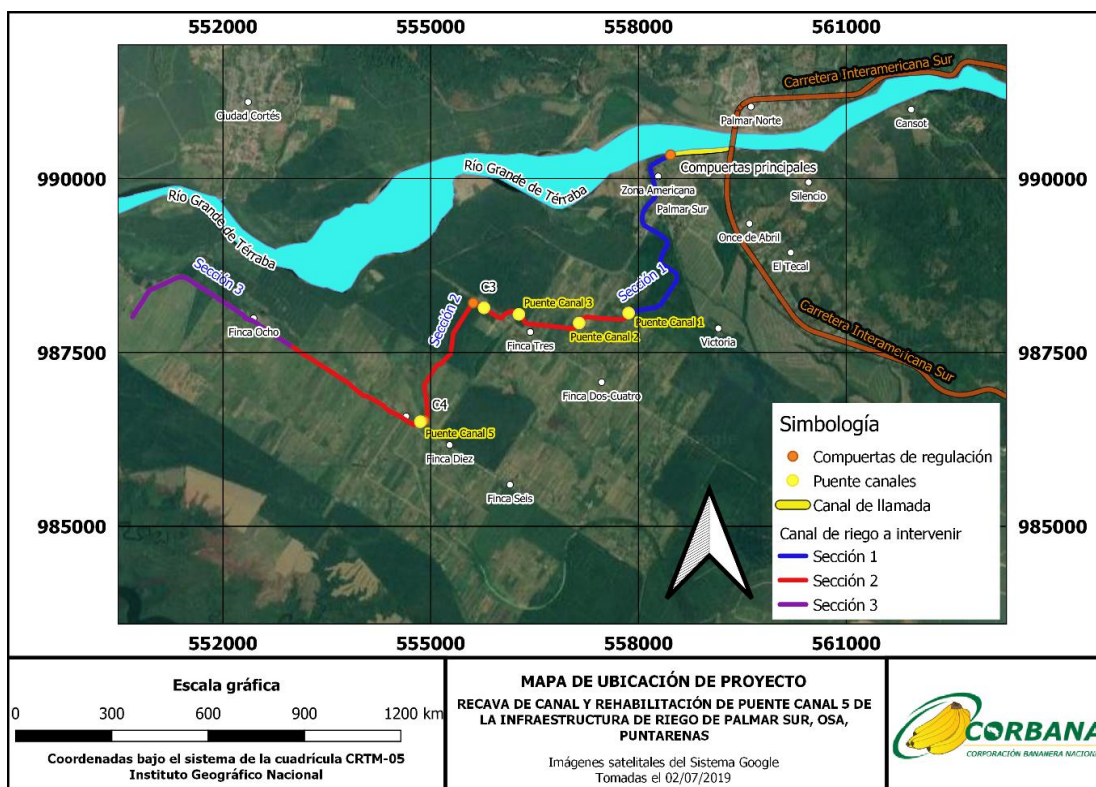 552000 555000 558000 561000
Carretera Interamericana Sur
Ciudad Cortés
Palmar Norte
Cansot
990000
Río Grande de Térraba
Compuertas principales
990000
Río Grande de Térraba
Zona Americana
Silencio
Palmar Sur
Once de Abril
El Tecal
Sección 3
Sección 1
Sección 2
C3
Puente Canal 3
Puente Canal 1
Finca Ocho
Finca Tres
Puente Canal 2
Victoria
987500
987500
Carretera Interamericana Sur
Finca Dos-Cuatro
C4
Puente Canal 5
Finca Diez
Finca Seis
985000
985000
Simbología
Compuertas de regulación
Puente canales
Canal de llamada
Canal de riego a intervenir
Sección 1
Sección 2
Sección 3
552000 555000 558000 561000
Escala gráfica
0 300 600 900 1200 km
Coordenadas bajo el sistema de la cuadrícula CRTM-05
Instituto Geográfico Nacional
MAPA DE UBICACIÓN DE PROYECTO
RECAVA DE CANAL Y REHABILITACIÓN DE PUENTE CANAL 5 DE
LA INFRAESTRUCTURA DE RIEGO DE PALMAR SUR, OSA,
PUNTARENAS
Imágenes satelitales del Sistema Google
Tomadas el 02/07/2019
CORBANA
CORPORACIÓN BANANERA NACIONAL